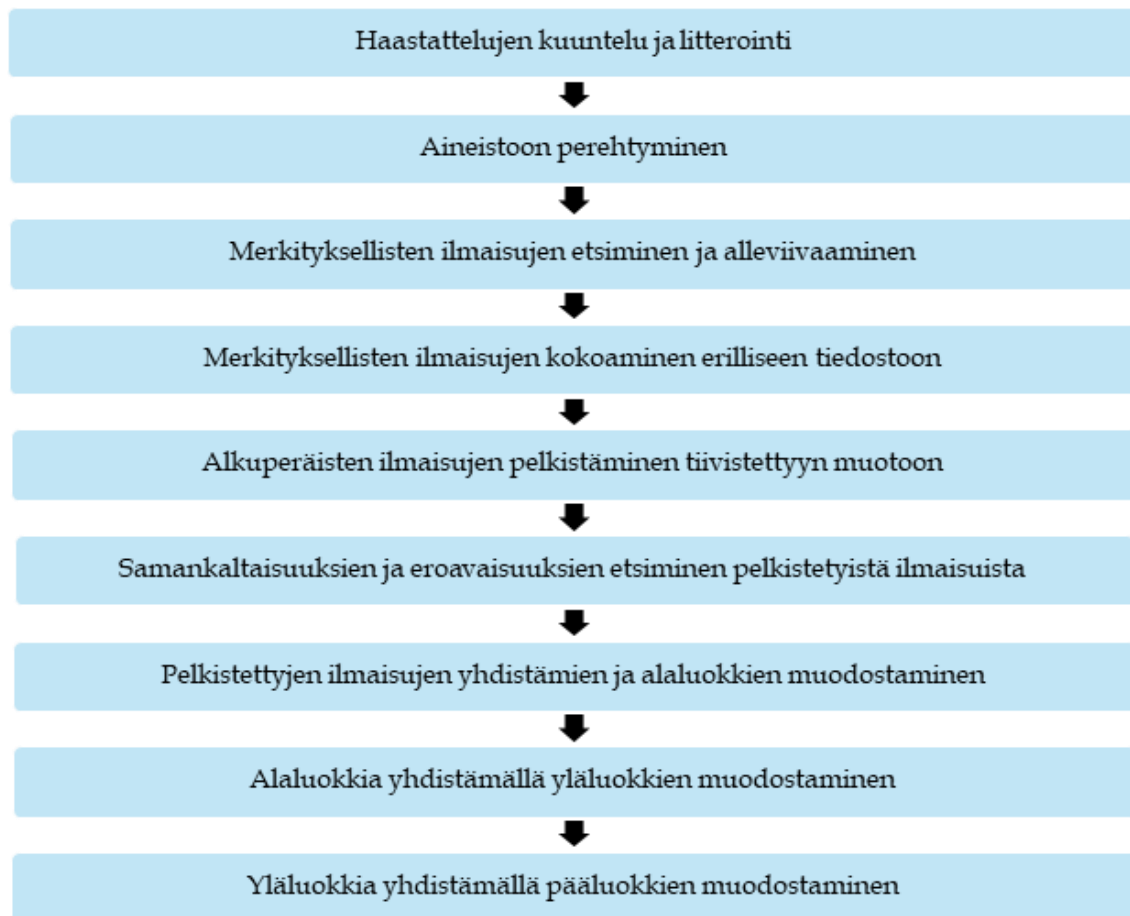 Haastattelujen kuuntelu ja litterointi
Aineistoon perehtyminen
Merkityksellisten ilmaisujen etsiminen ja alleviivaaminen
Merkityksellisten ilmaisujen kokoaminen erilliseen tiedostoon
Alkuperäisten ilmaisujen pelkistäminen tiivistettyyn muotoon
Samankaltaisuuksien ja eroavaisuuksien etsiminen pelkistetyistä ilmaisuista
Pelkistettyjen ilmaisujen yhdistämien ja alaluokkien muodostaminen
Alaluokkia yhdistämällä yläluokkien muodostaminen
Yläluokkia yhdistämällä pääluokkien muodostaminen